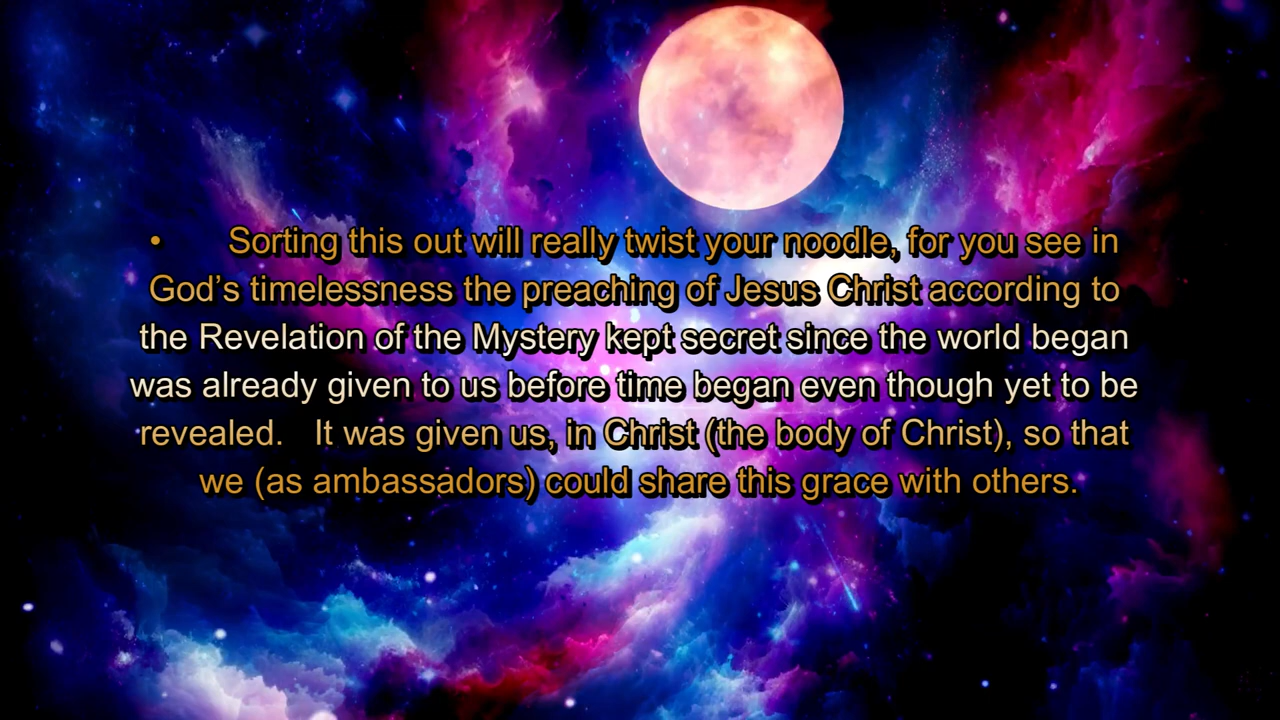 • Sorting this out will really twist your noodle, for you see in
God’s timelessness the preaching of Jesus Christ according to
the Revelation of the Mystery kept secret since the world began
was already given to us before time began even though yet to be
revealed. It was given us, in Christ (the body of Christ), so that
we (as ambassadors) could share this grace with others.